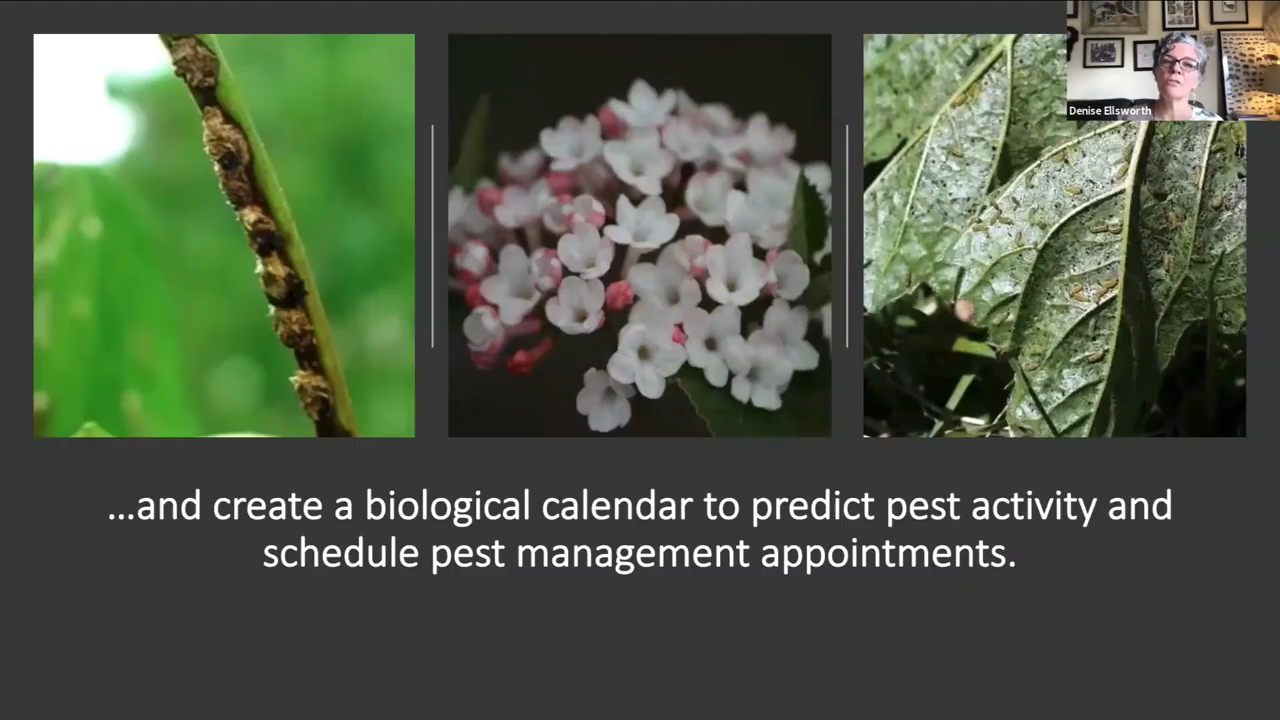 Denise Ellsworth
...and create a biological calendar to predict pest activity and
schedule pest management appointments.